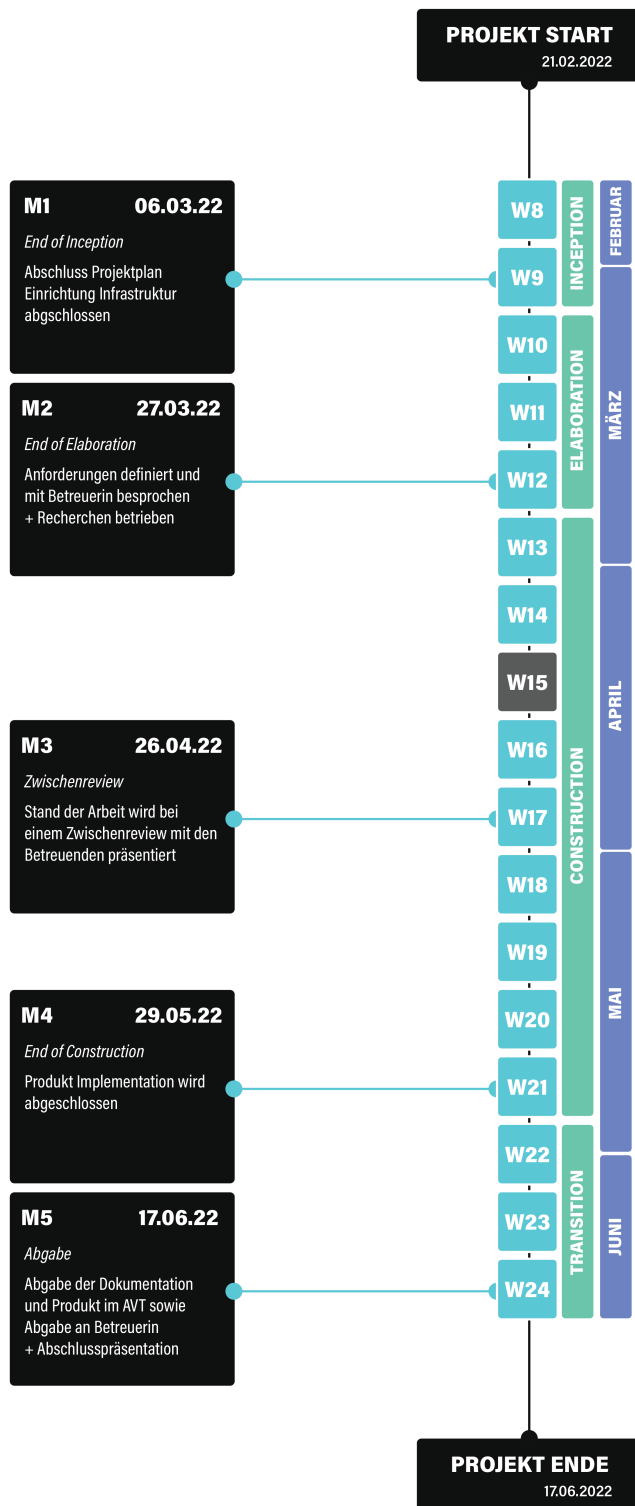 PROJEKT START
21.02.2022
M1 06.03.22
End of Inception
Abschluss Projektplan
Einrichtung Infrastruktur
abgschlossen
M2 27.03.22
End of Elaboration
Anforderungen definiert und
mit Betreuerin besprochen
+ Recherchen betrieben
M3 26.04.22
Zwischenreview
Stand der Arbeit wird bei
einem Zwischenreview mit den
Betreuenden präsentiert
M4 29.05.22
End of Construction
Produkt Implementation wird
abgeschlossen
M5 17.06.22
Abgabe
Abgabe der Dokumentation
und Produkt im AVT sowie
Abgabe an Betreuerin
+ Abschlusspräsentation
W8
W9
W10
W11
W12
W13
W14
W15
W16
W17
W18
W19
W20
W21
W22
W23
W24
INCEPTION
ELABORATION
CONSTRUCTION
TRANSITION
FEBRUAR
MÄRZ
APRIL
MAI
JUNI
PROJEKT ENDE
17.06.2022